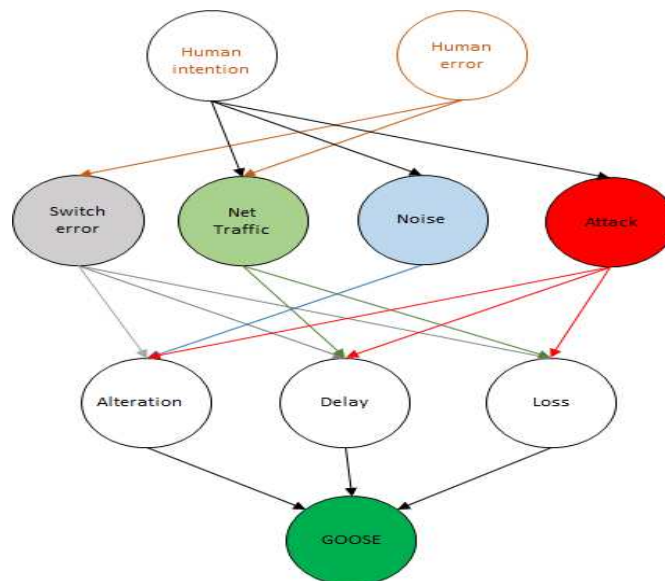 Human
intention
Human
error
Switch
error
Net
Traffic
Noise
Attack
Alteration
Delay
Loss
GOOSE